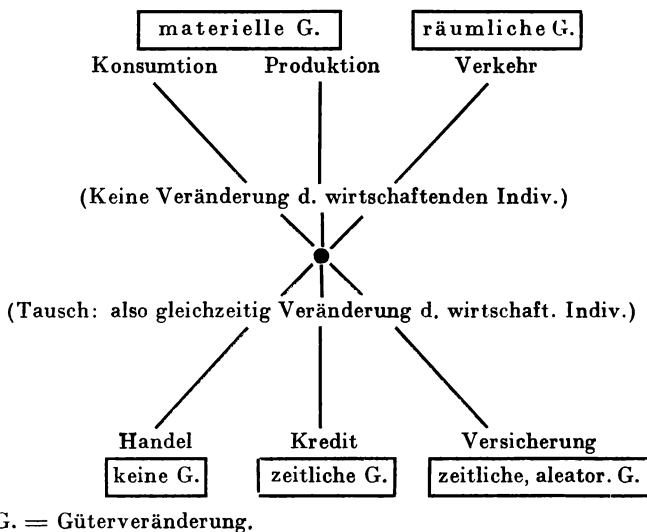 materielle G. räumliche G.
Konsumtion Produktion Verkehr
(Keine Veränderung d. wirtschaftenden Indiv.)
(Tausch: also gleichzeitig Veränderung d. wirtschaft. Indiv.)
Handel Kredit Versicherung
keine G. zeitliche G. zeitliche, aleator. G.
G. = Güterveränderung.